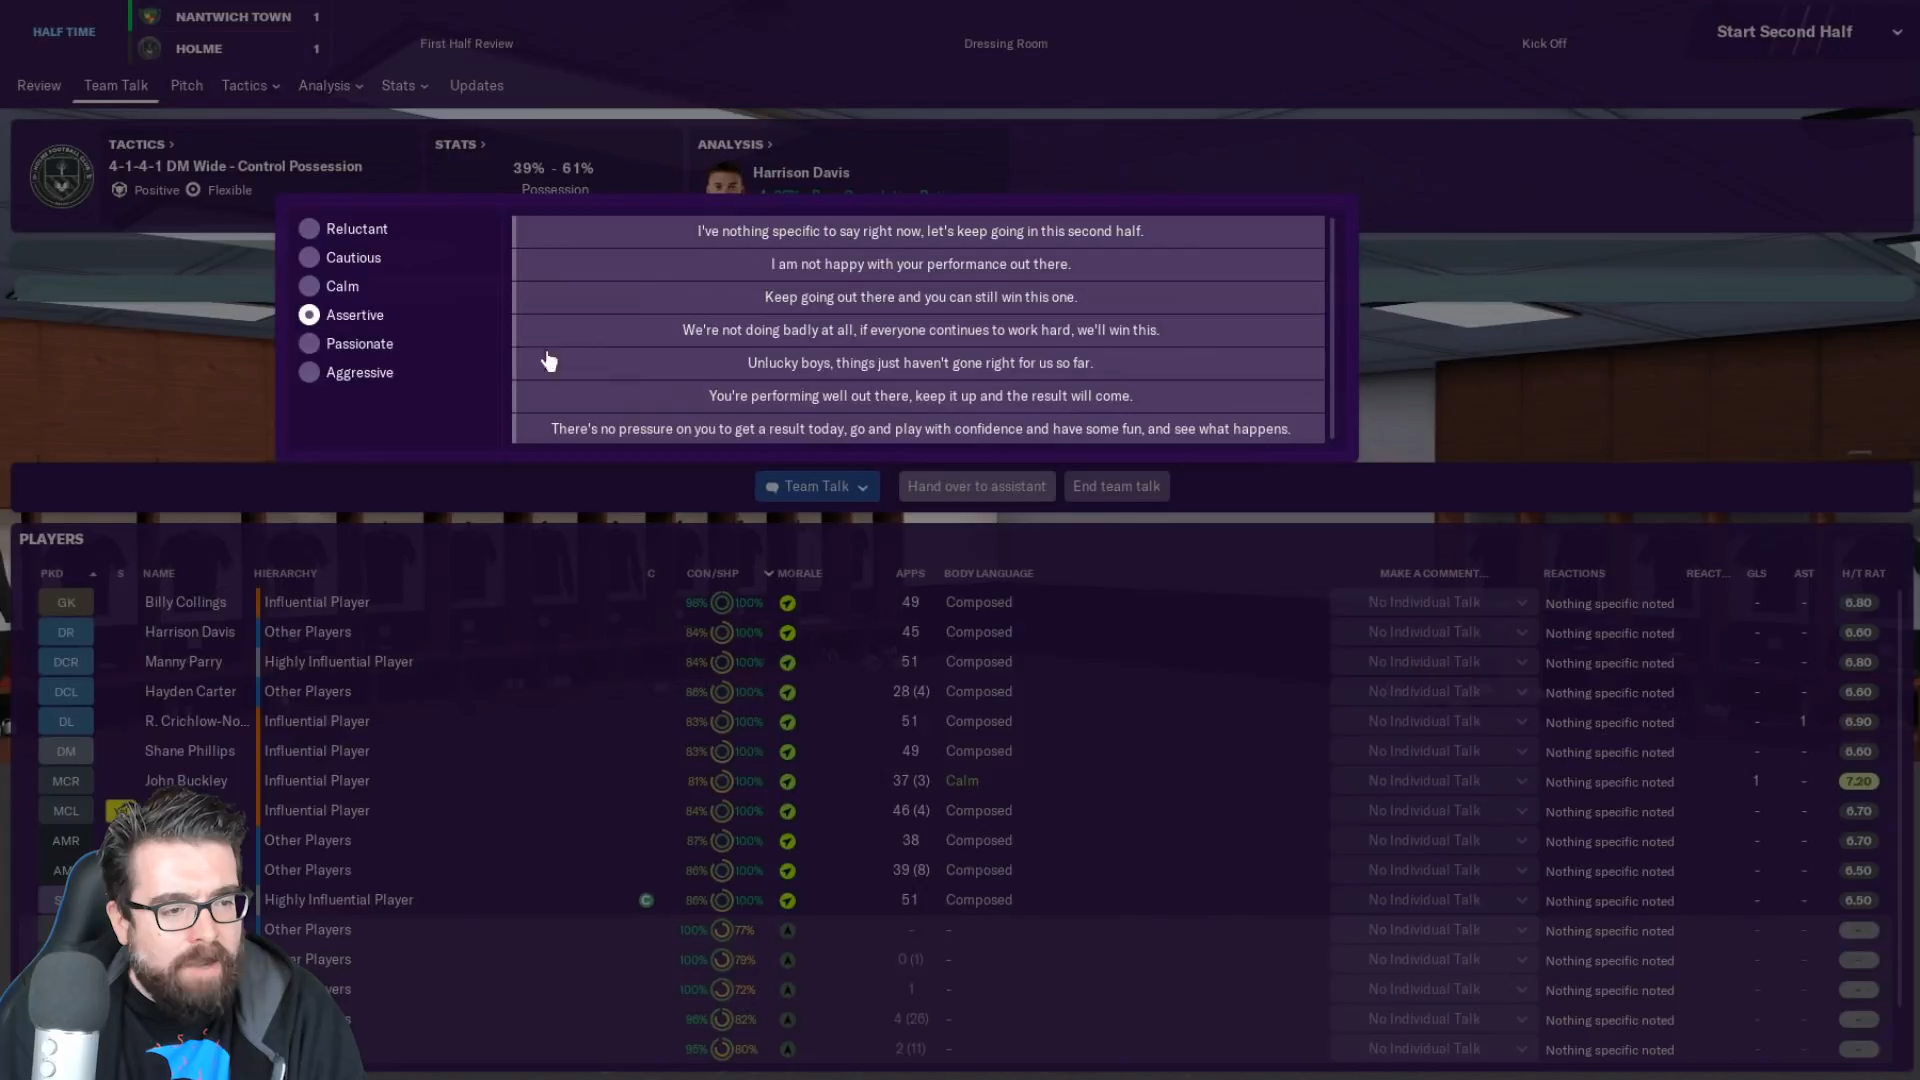 HALF TIME
NANTWICH TOWN 1
HOLME 1
First Half Review
Dressing Room
Kick Off
Start Second Half
Review Team Talk Pitch Tactics Analysis Stats Updates
TACTICS
4-1-4-1 DM Wide - Control Possession
Positive Flexible
STATS
39% - 61%
Possession
ANALYSIS
Harrison Davis
Reluctant
Cautious
Calm
Assertive
Passionate
Aggressive
I've nothing specific to say right now, let's keep going in this second half.
I am not happy with your performance out there.
Keep going out there and you can still win this one.
We're not doing badly at all, if everyone continues to work hard, we'll win this.
Unlucky boys, things just haven't gone right for us so far.
You're performing well out there, keep it up and the result will come.
There's no pressure on you to get a result today, go and play with confidence and have some fun, and see what happens.
Team Talk Hand over to assistant End team talk
PLAYERS
PKD S NAME HIERARCHY C CON/SHP MORALE APPS BODY LANGUAGE MAKE A COMMENT... REACTIONS REACT... GLS AST H/T RAT
GK Billy Collings Influential Player 98% 100% 49 Composed No Individual Talk Nothing specific noted - - 6.80
DR Harrison Davis Other Players 84% 100% 45 Composed No Individual Talk Nothing specific noted - - 6.60
DCR Manny Parry Highly Influential Player 84% 100% 51 Composed No Individual Talk Nothing specific noted - - 6.80
DCL Hayden Carter Other Players 86% 100% 28 (4) Composed No Individual Talk Nothing specific noted - - 6.60
DL R. Crichlow-No... Influential Player 83% 100% 51 Composed No Individual Talk Nothing specific noted - 1 6.90
DM Shane Phillips Influential Player 83% 100% 49 Composed No Individual Talk Nothing specific noted - - 6.60
MCR John Buckley Influential Player 81% 100% 37 (3) Calm No Individual Talk Nothing specific noted 1 - 7.20
MCL Influential Player 84% 100% 46 (4) Composed No Individual Talk Nothing specific noted - - 6.70
AMR Other Players 87% 100% 38 Composed No Individual Talk Nothing specific noted - - 6.70
Other Players 86% 100% 39 (8) Composed No Individual Talk Nothing specific noted - - 6.50
Highly Influential Player C 86% 100% 51 Composed No Individual Talk Nothing specific noted - - 6.50
Other Players 100% 77% - - No Individual Talk Nothing specific noted - - -
Players 100% 79% 0 (1) - No Individual Talk Nothing specific noted - - -
100% 72% 1 - No Individual Talk Nothing specific noted - - -
96% 82% 4 (26) - No Individual Talk Nothing specific noted - - -
95% 80% 2 (11) - No Individual Talk Nothing specific noted - - -